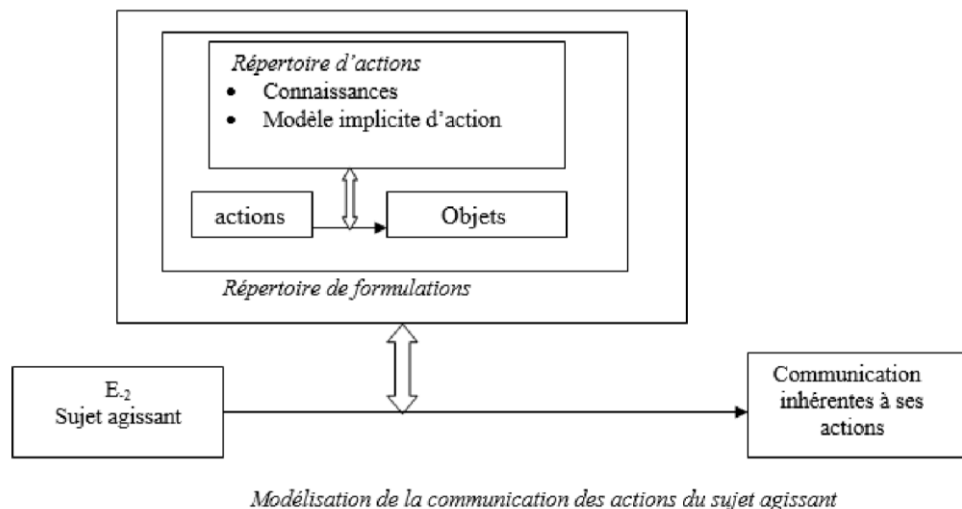 Répertoire d'actions
• Connaissances
• Modèle implicite d'action
actions
Objets
Répertoire de formulations
E-2
Sujet agissant
Communication
inhérentes à ses
actions
Modélisation de la communication des actions du sujet agissant